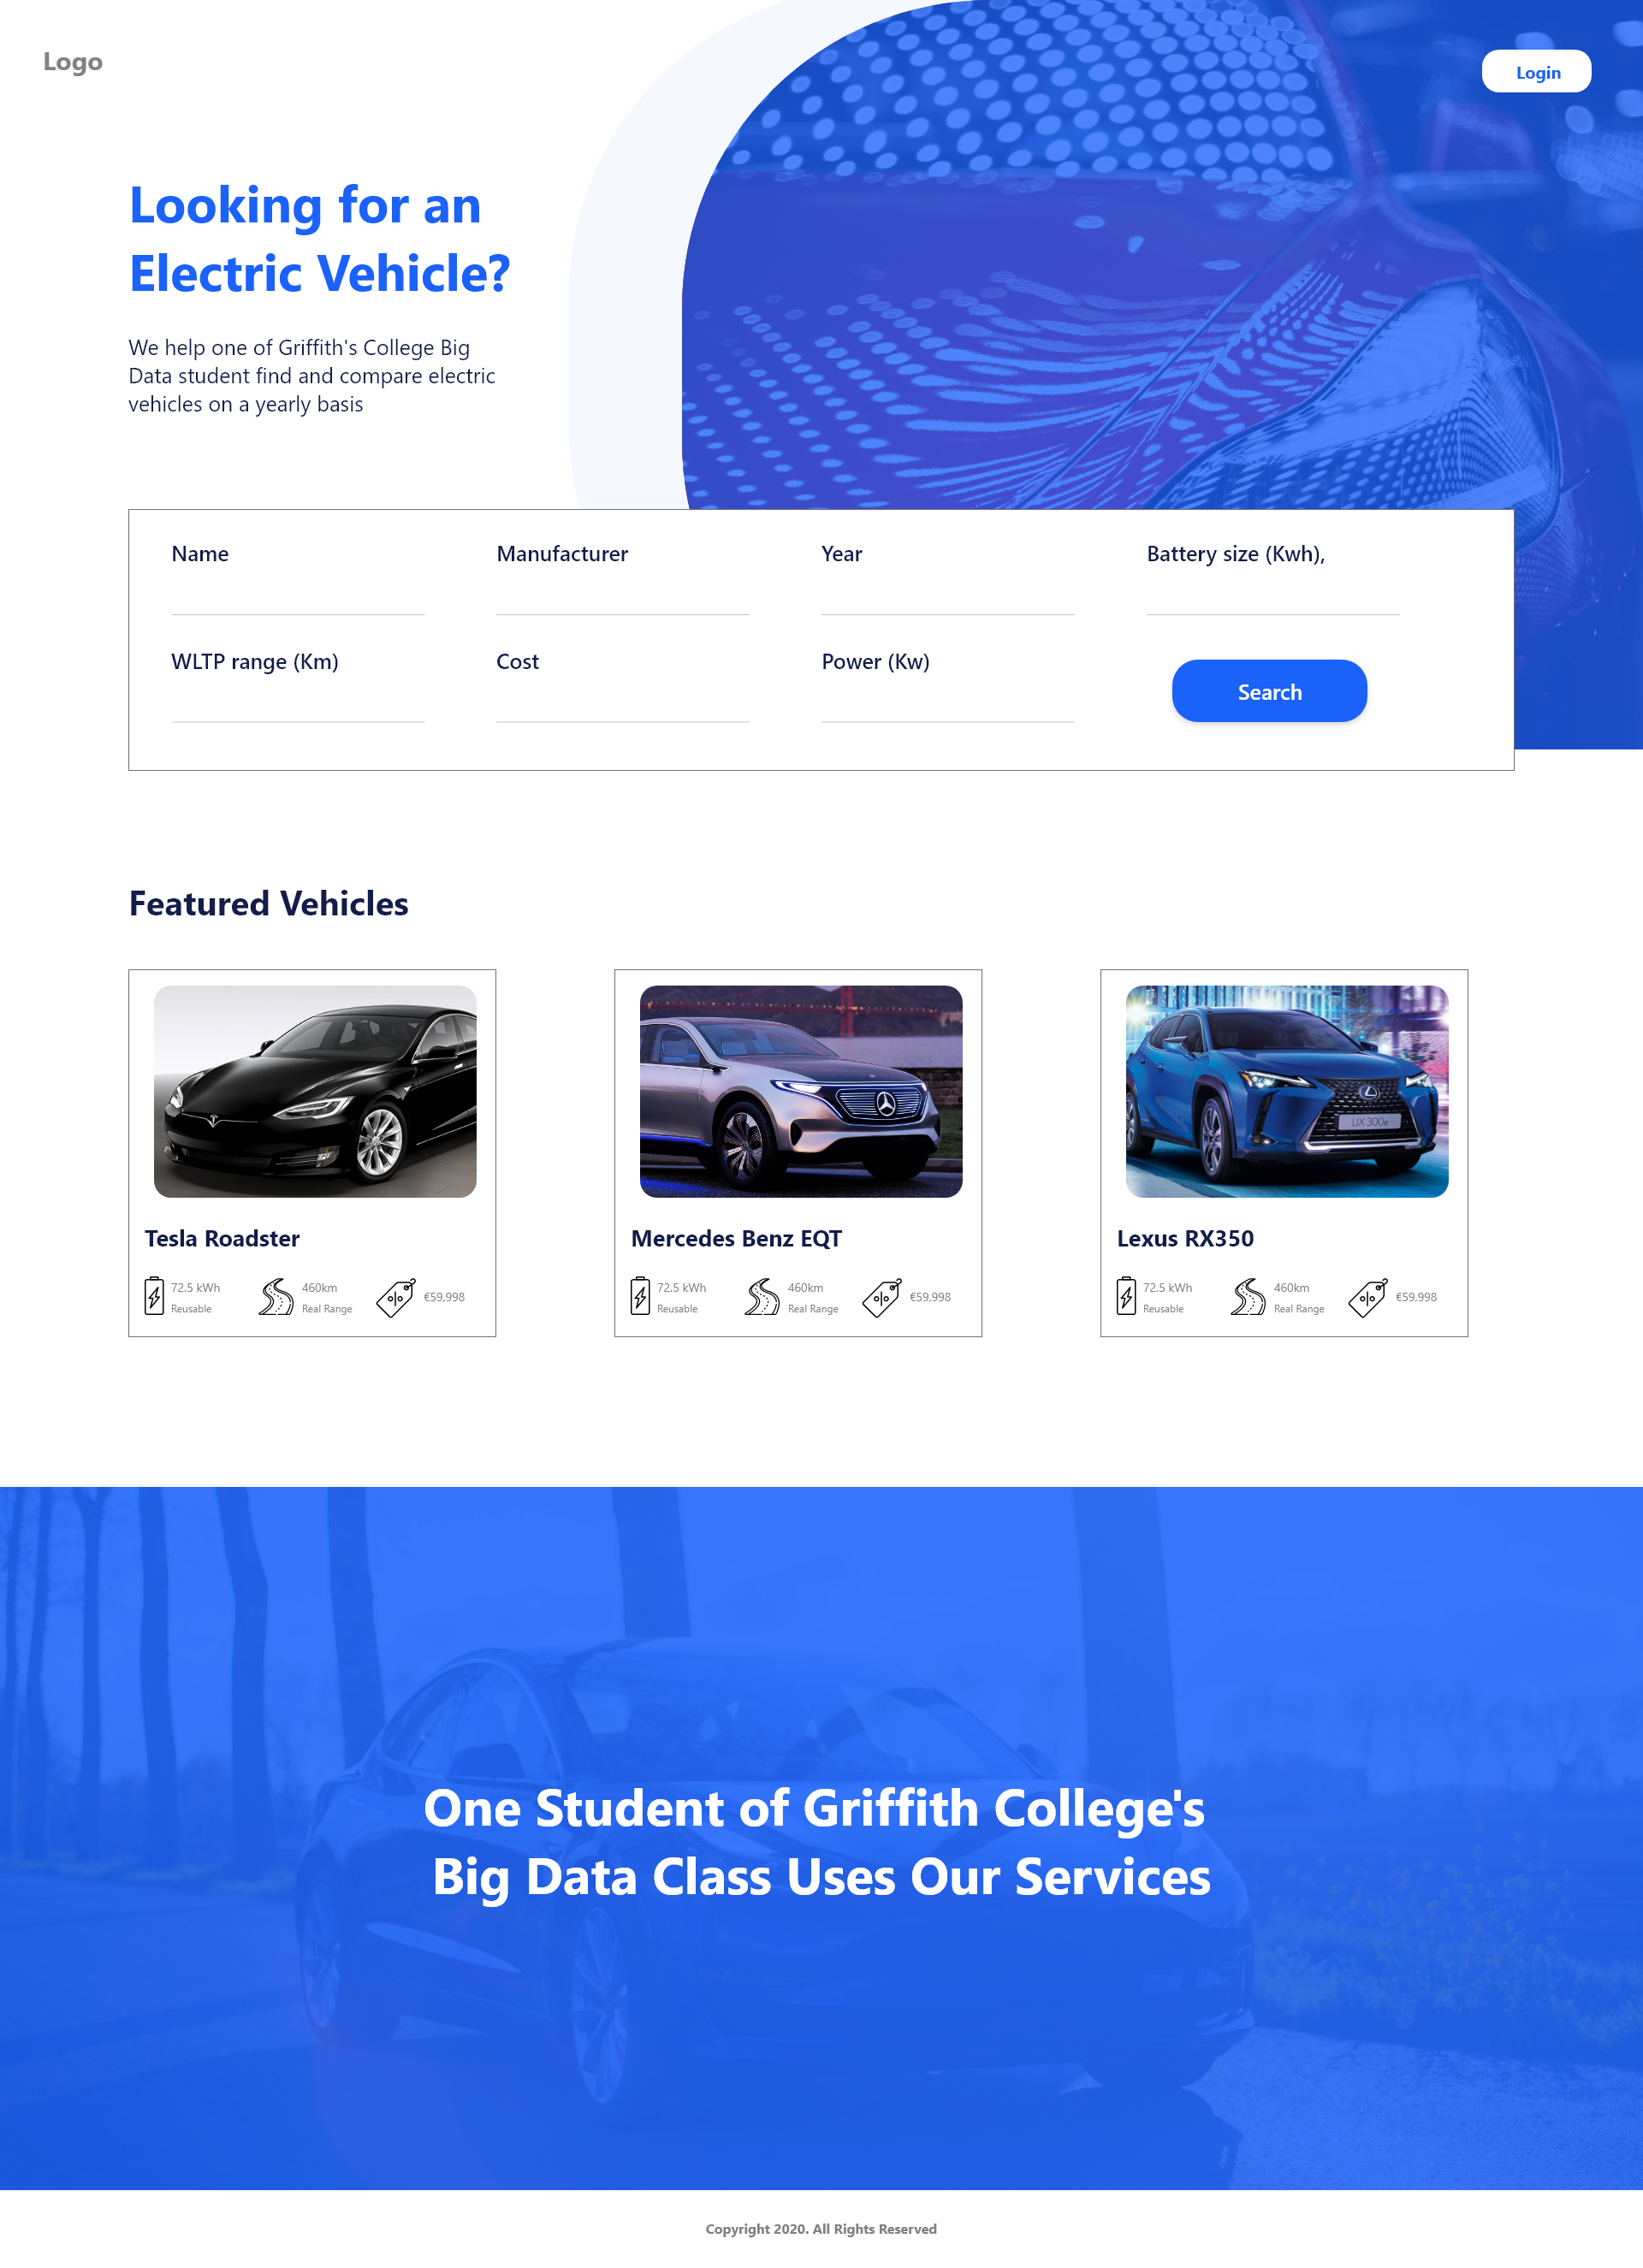 Logo
Login
Looking for an
Electric Vehicle?
We help one of Griffith's College Big
Data student find and compare electric
vehicles on a yearly basis
Name
Manufacturer
Year
Battery size (Kwh),
WLTP range (Km)
Cost
Power (Kw)
Search
Featured Vehicles
UX 300e
Tesla Roadster
72.5 kWh
Reusable
460km
Real Range
€59,998
Mercedes Benz EQT
72.5 kWh
Reusable
460km
Real Range
€59,998
Lexus RX350
72.5 kWh
Reusable
460km
Real Range
€59,998
One Student of Griffith College's
Big Data Class Uses Our Services
Copyright 2020. All Rights Reserved